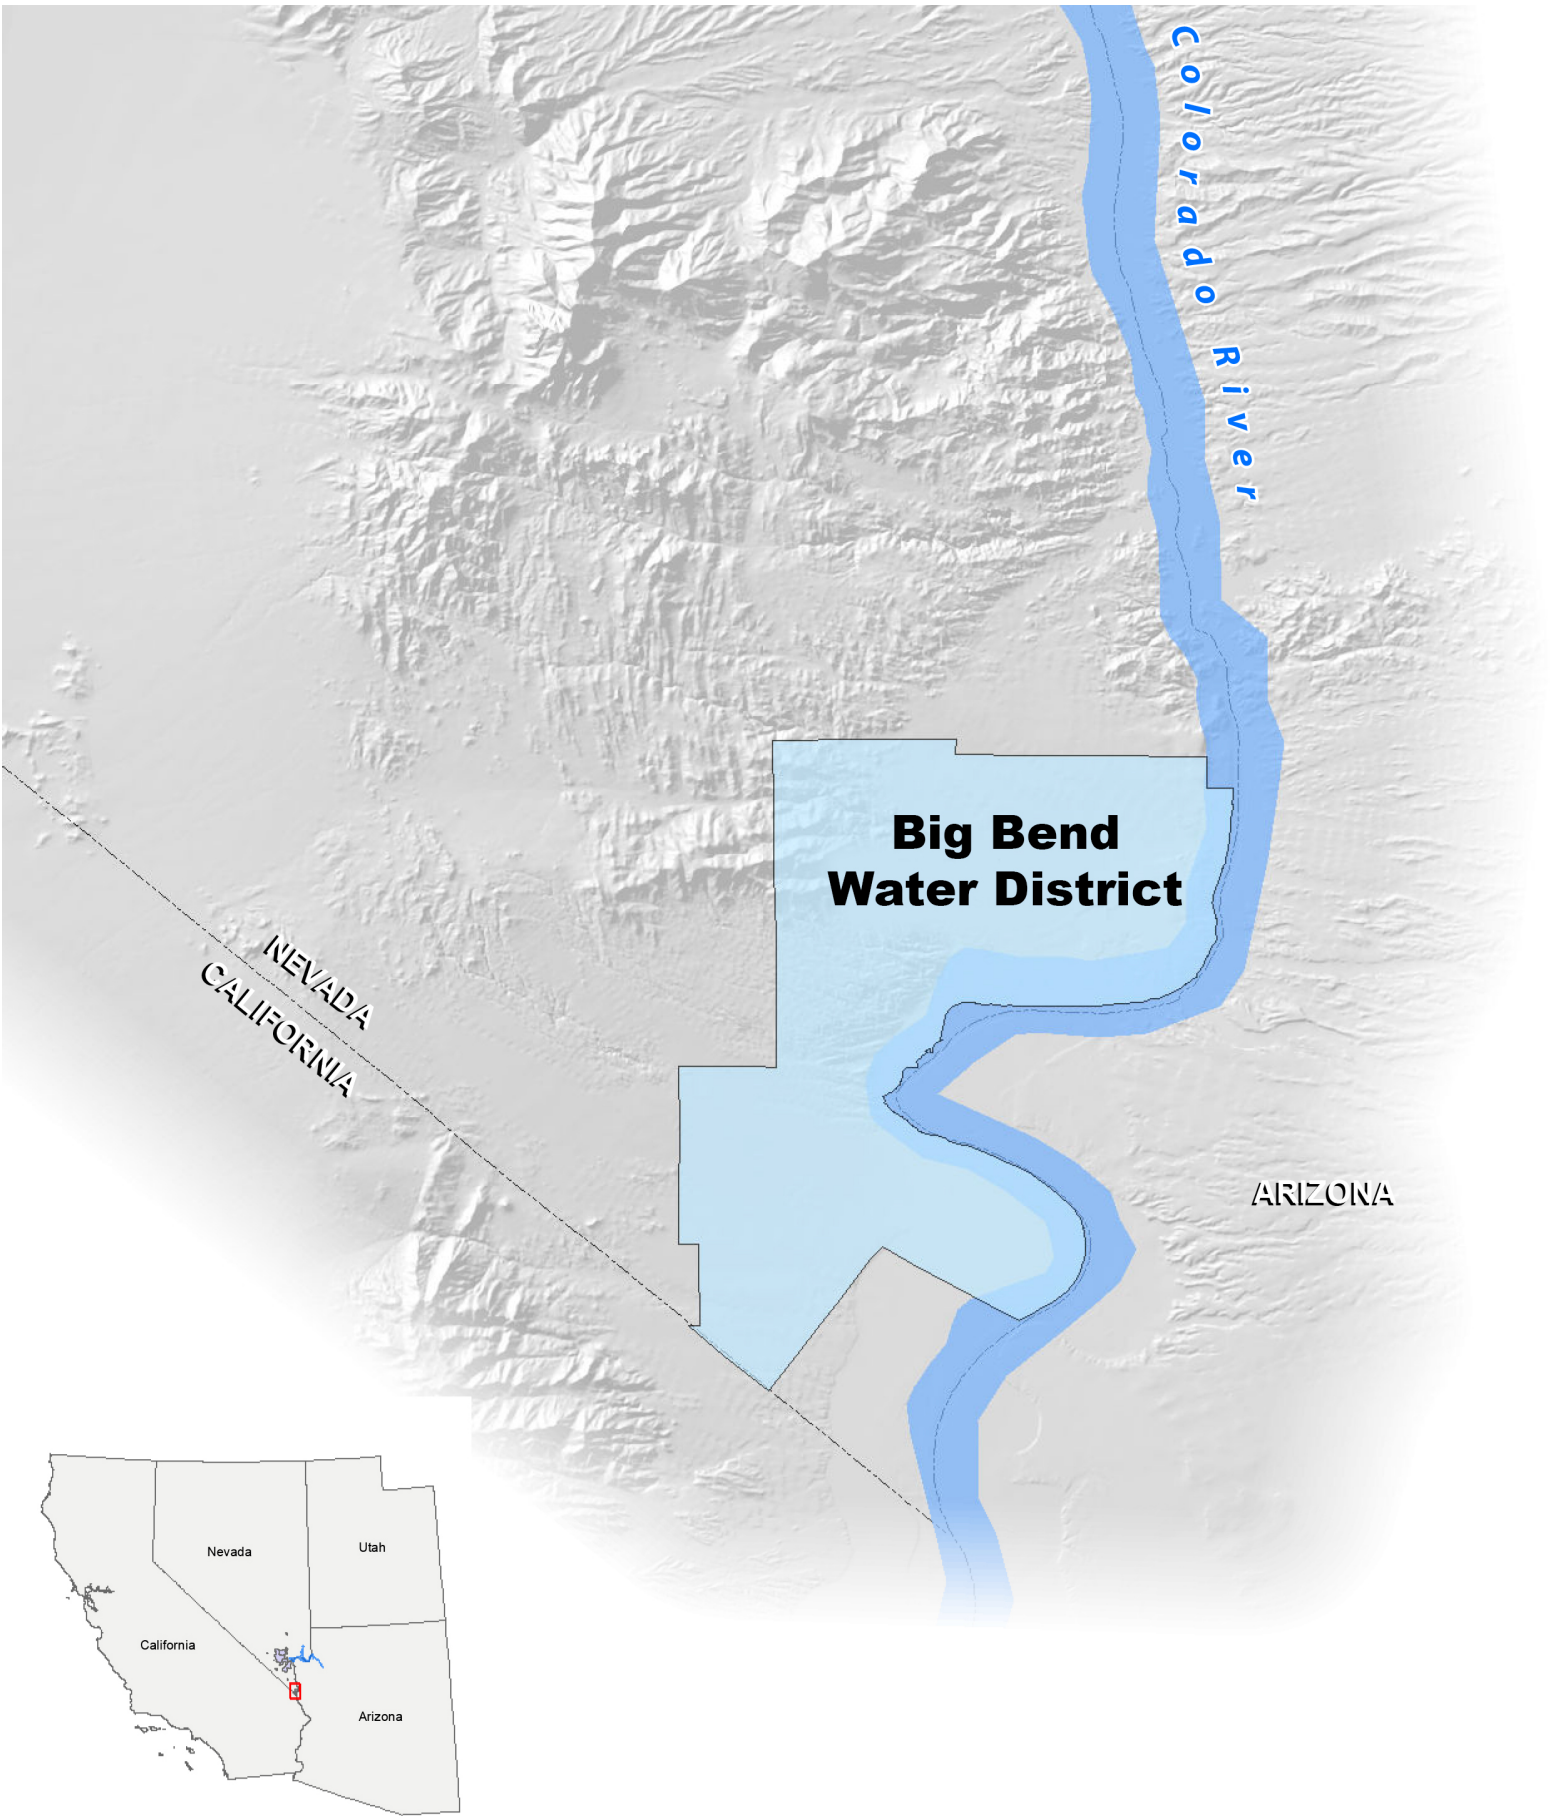 Colorado River
Big Bend
Water District
NEVADA
CALIFORNIA
ARIZONA
Nevada
Utah
California
Arizona